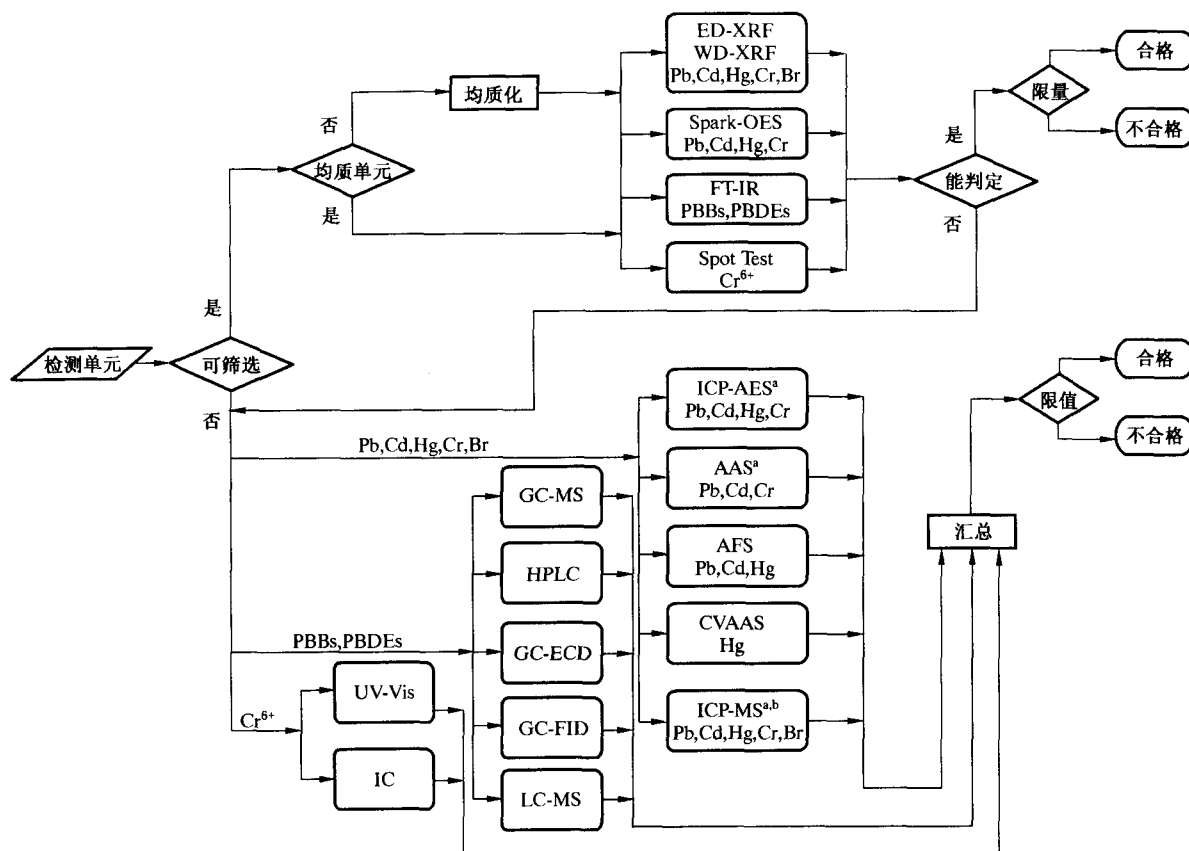 ED-XRF
WD-XRF
Pb,Cd,Hg,Cr,Br
合格
限量
不合格
均质化
否
Spark-OES
Pb,Cd,Hg,Cr
是
均质单元
能判定
FT-IR
PBBs,PBDEs
是
否
Spot Test
Cr⁶⁺
是
检测单元
可筛选
合格
限值
不合格
否
ICP-AESᵃ
Pb,Cd,Hg,Cr
Pb,Cd,Hg,Cr,Br
GC-MS
AASᵃ
Pb,Cd,Cr
汇总
HPLC
AFS
Pb,Cd,Hg
PBBs,PBDEs
GC-ECD
CVAAS
Hg
UV-Vis
Cr⁶⁺
GC-FID
ICP-MSᵃ,ᵇ
Pb,Cd,Hg,Cr,Br
IC
LC-MS